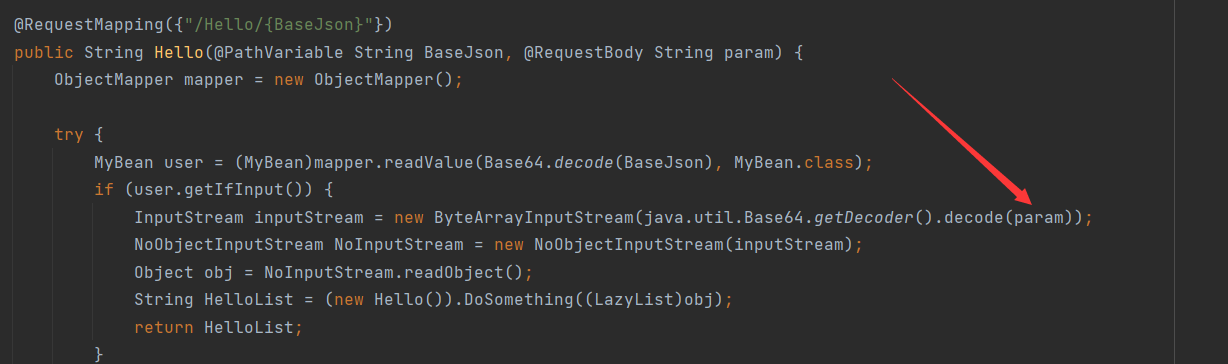 @RequestMapping({"/Hello/{BaseJson}"})
public String Hello(@PathVariable String BaseJson, @RequestBody String param) {
ObjectMapper mapper = new ObjectMapper();
try {
MyBean user = (MyBean)mapper.readValue(Base64.decode(BaseJson), MyBean.class);
if (user.getIfInput()) {
InputStream inputStream = new ByteArrayInputStream(java.util.Base64.getDecoder().decode(param));
NoObjectInputStream NoInputStream = new NoObjectInputStream(inputStream);
Object obj = NoInputStream.readObject();
String HelloList = (new Hello()).DoSomething((LazyList)obj);
return HelloList;
}